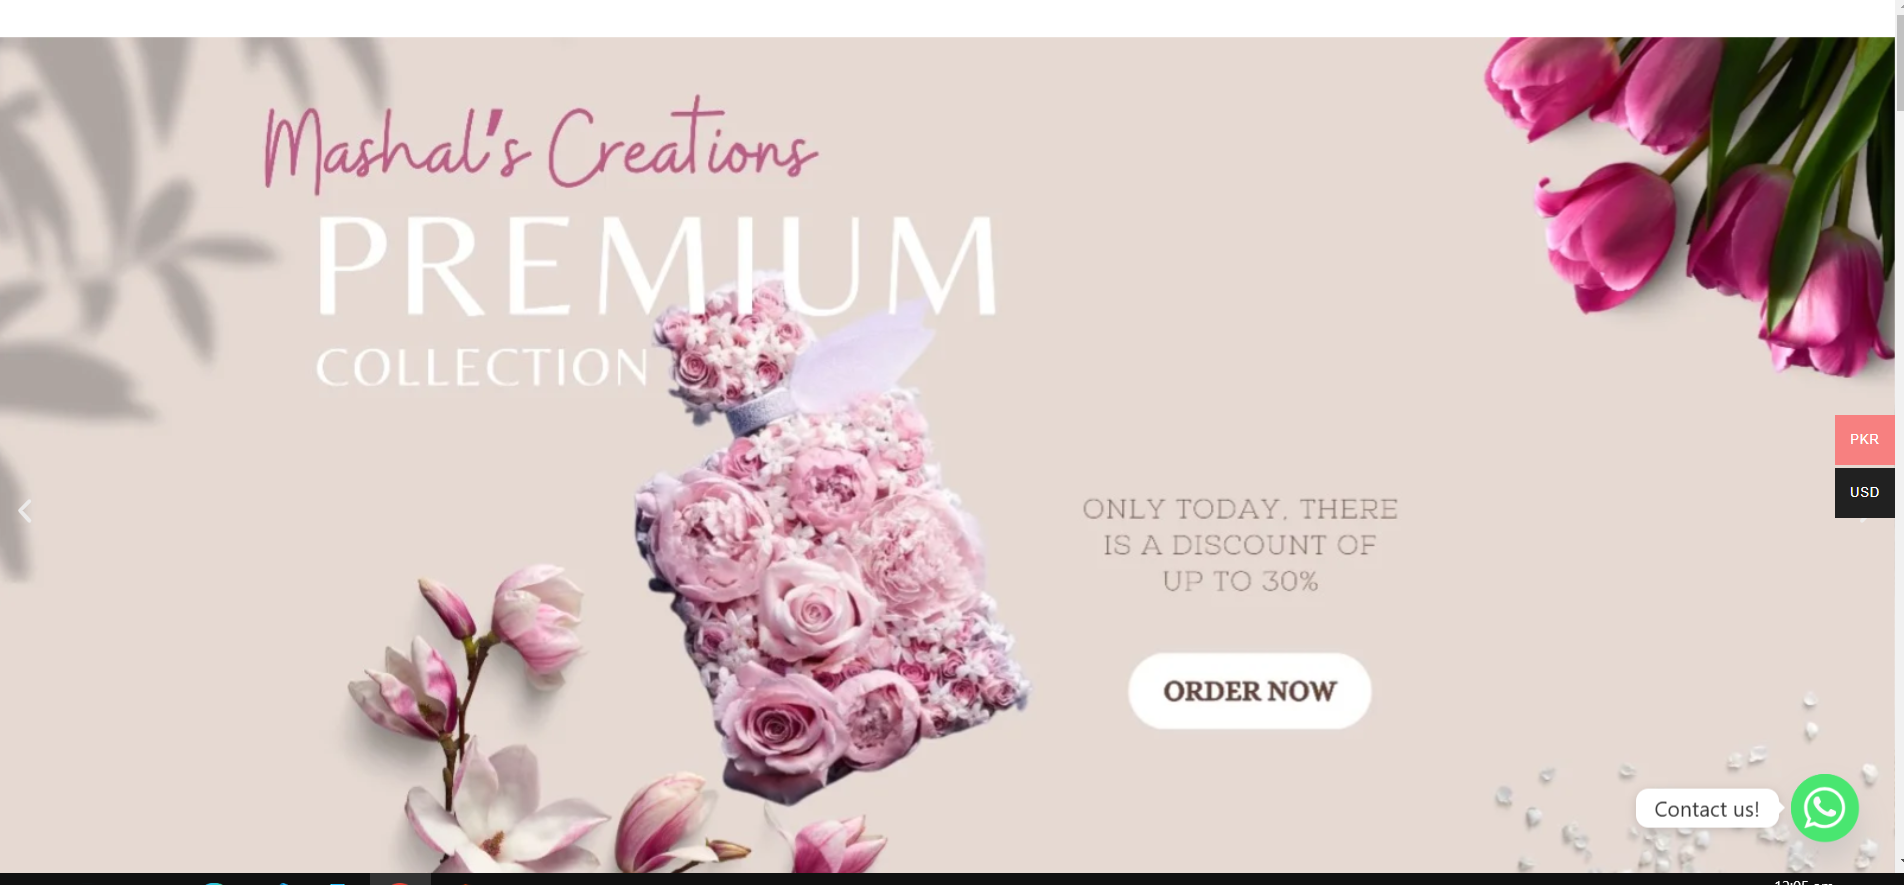 Mashal's Creations
PREMIUM
COLLECTION
PKR
USD
ONLY TODAY, THERE
IS A DISCOUNT OF
UP TO 30%
ORDER NOW
Contact us!